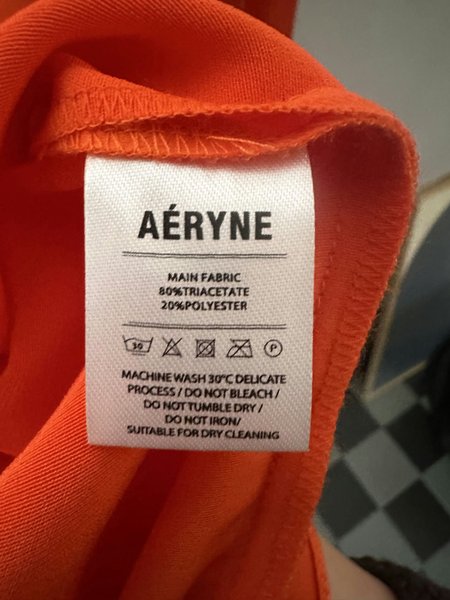 AÉRYNE
MAIN FABRIC
80%TRIACETATE
20%POLYESTER
30 P
MACHINE WASH 30°C DELICATE
PROCESS / DO NOT BLEACH /
DO NOT TUMBLE DRY /
DO NOT IRON/
SUITABLE FOR DRY CLEANING